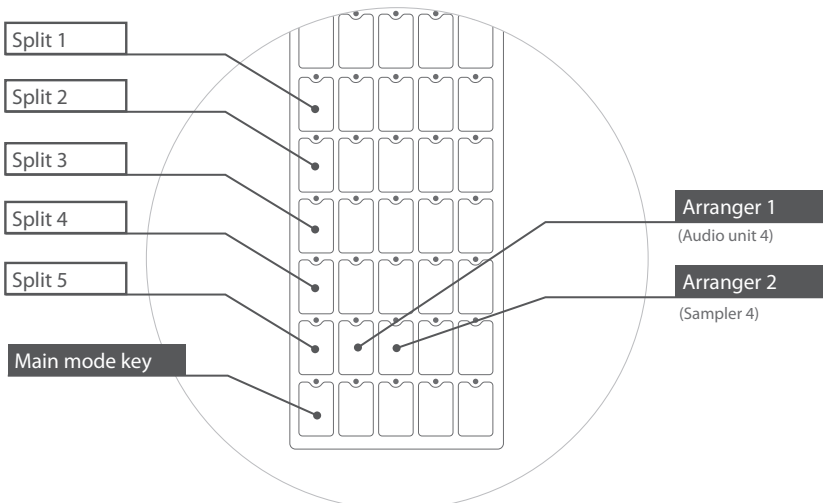 Split 1
Split 2
Split 3
Split 4
Split 5
Main mode key
Arranger 1
(Audio unit 4)
Arranger 2
(Sampler 4)